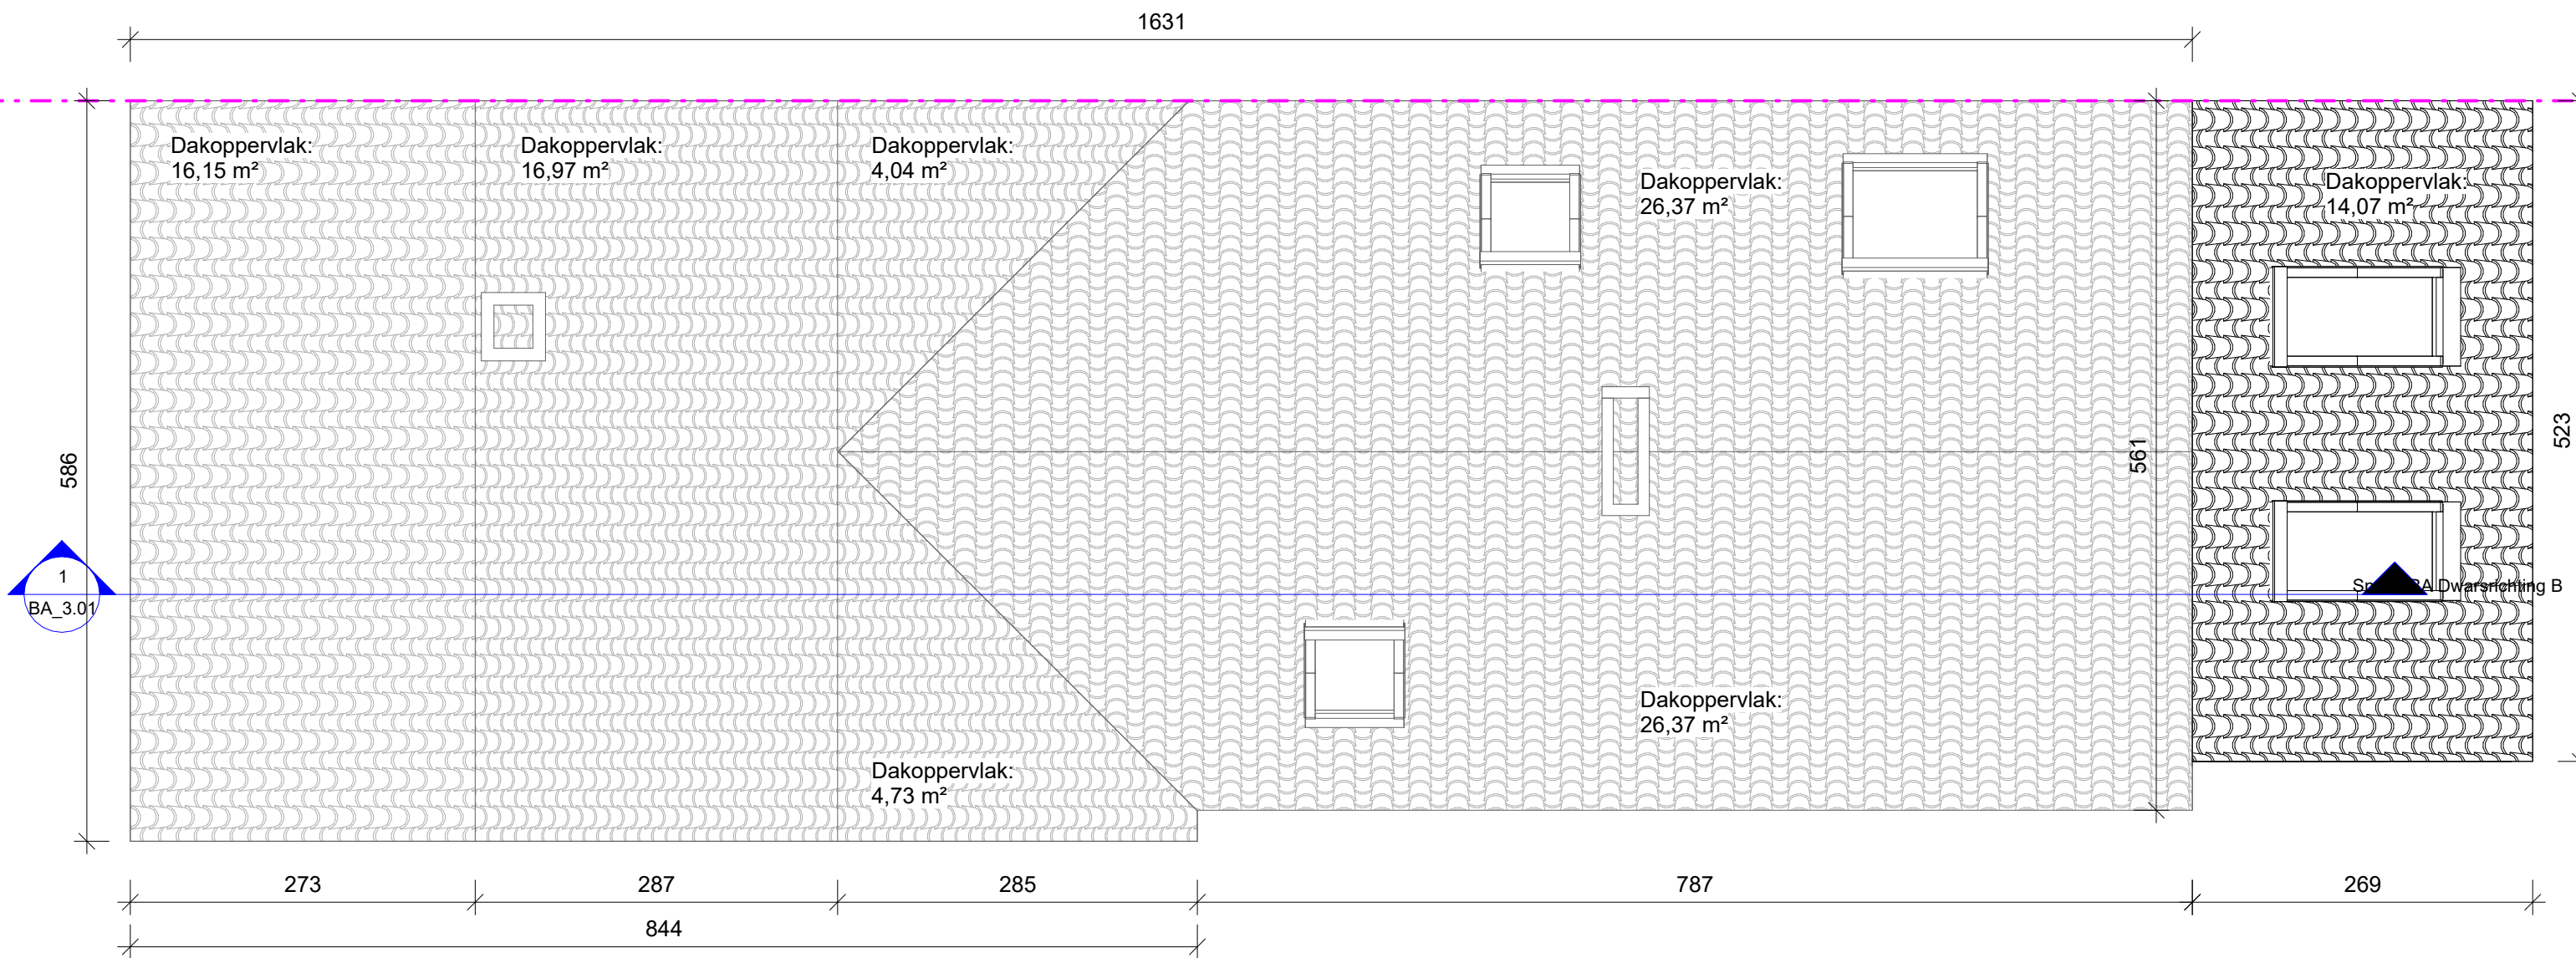 1631
Dakoppervlak:
16,15 m²
Dakoppervlak:
16,97 m²
Dakoppervlak:
4,04 m²
Dakoppervlak:
26,37 m²
Dakoppervlak:
14,07 m²
586
561
523
1
BA_3.01
Dwarsrichting B
Dakoppervlak:
26,37 m²
Dakoppervlak:
4,73 m²
273
287
285
787
269
844